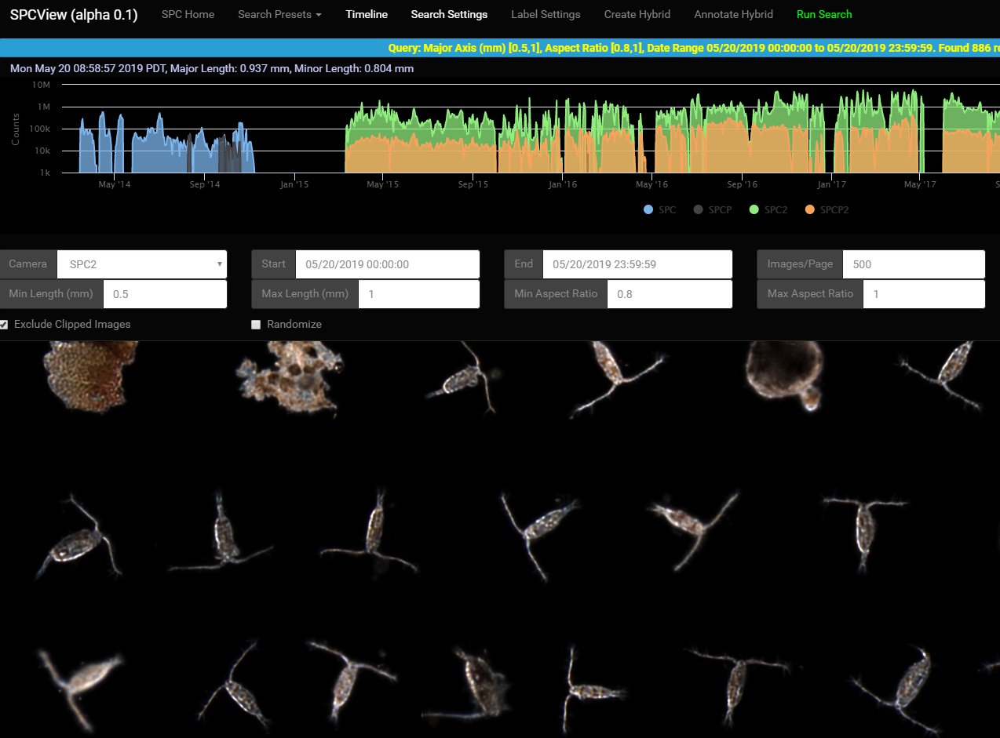 SPCView (alpha 0.1) SPC Home Search Presets Timeline Search Settings Label Settings Create Hybrid Annotate Hybrid Run Search
Query: Major Axis (mm) [0.5,1], Aspect Ratio [0.8,1], Date Range 05/20/2019 00:00:00 to 05/20/2019 23:59:59. Found 886 re
Mon May 20 08:58:57 2019 PDT, Major Length: 0.937 mm, Minor Length: 0.804 mm
10M
1M
100k
10k
1k
Counts
May '14 Sep '14 Jan '15 May '15 Sep '15 Jan '16 May '16 Sep '16 Jan '17 May '17 S
SPC SPCP SPC2 SPCP2
Camera SPC2 Start 05/20/2019 00:00:00 End 05/20/2019 23:59:59 Images/Page 500
Min Length (mm) 0.5 Max Length (mm) 1 Min Aspect Ratio 0.8 Max Aspect Ratio 1
Exclude Clipped Images Randomize